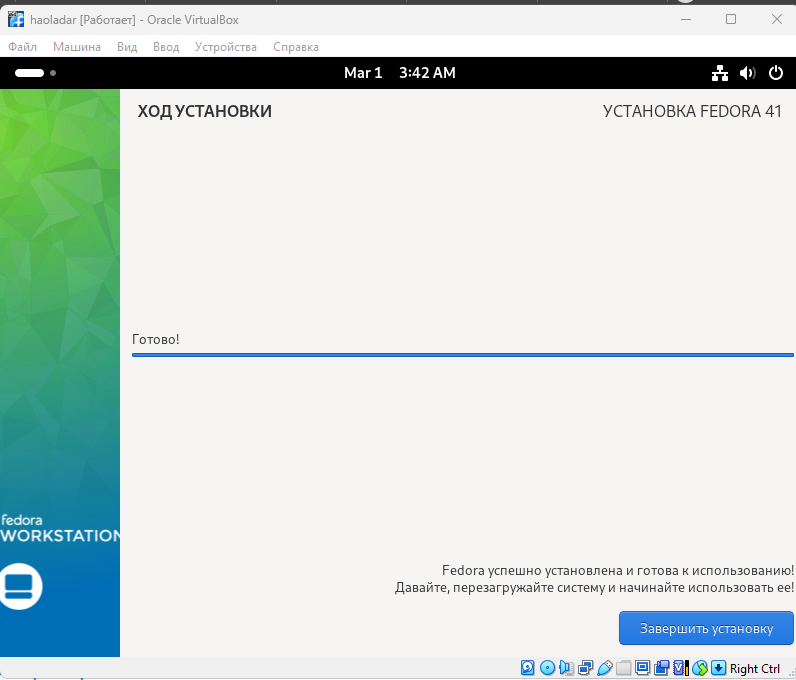 haoladar [Работает] - Oracle VirtualBox
Файл Машина Вид Ввод Устройства Справка
Mar 1 3:42 AM
ХОД УСТАНОВКИ
УСТАНОВКА FEDORA 41
Готово!
fedora
WORKSTATION
Fedora успешно установлена и готова к использованию!
Давайте, перезагружайте систему и начинайте использовать ее!
Завершить установку
Right Ctrl